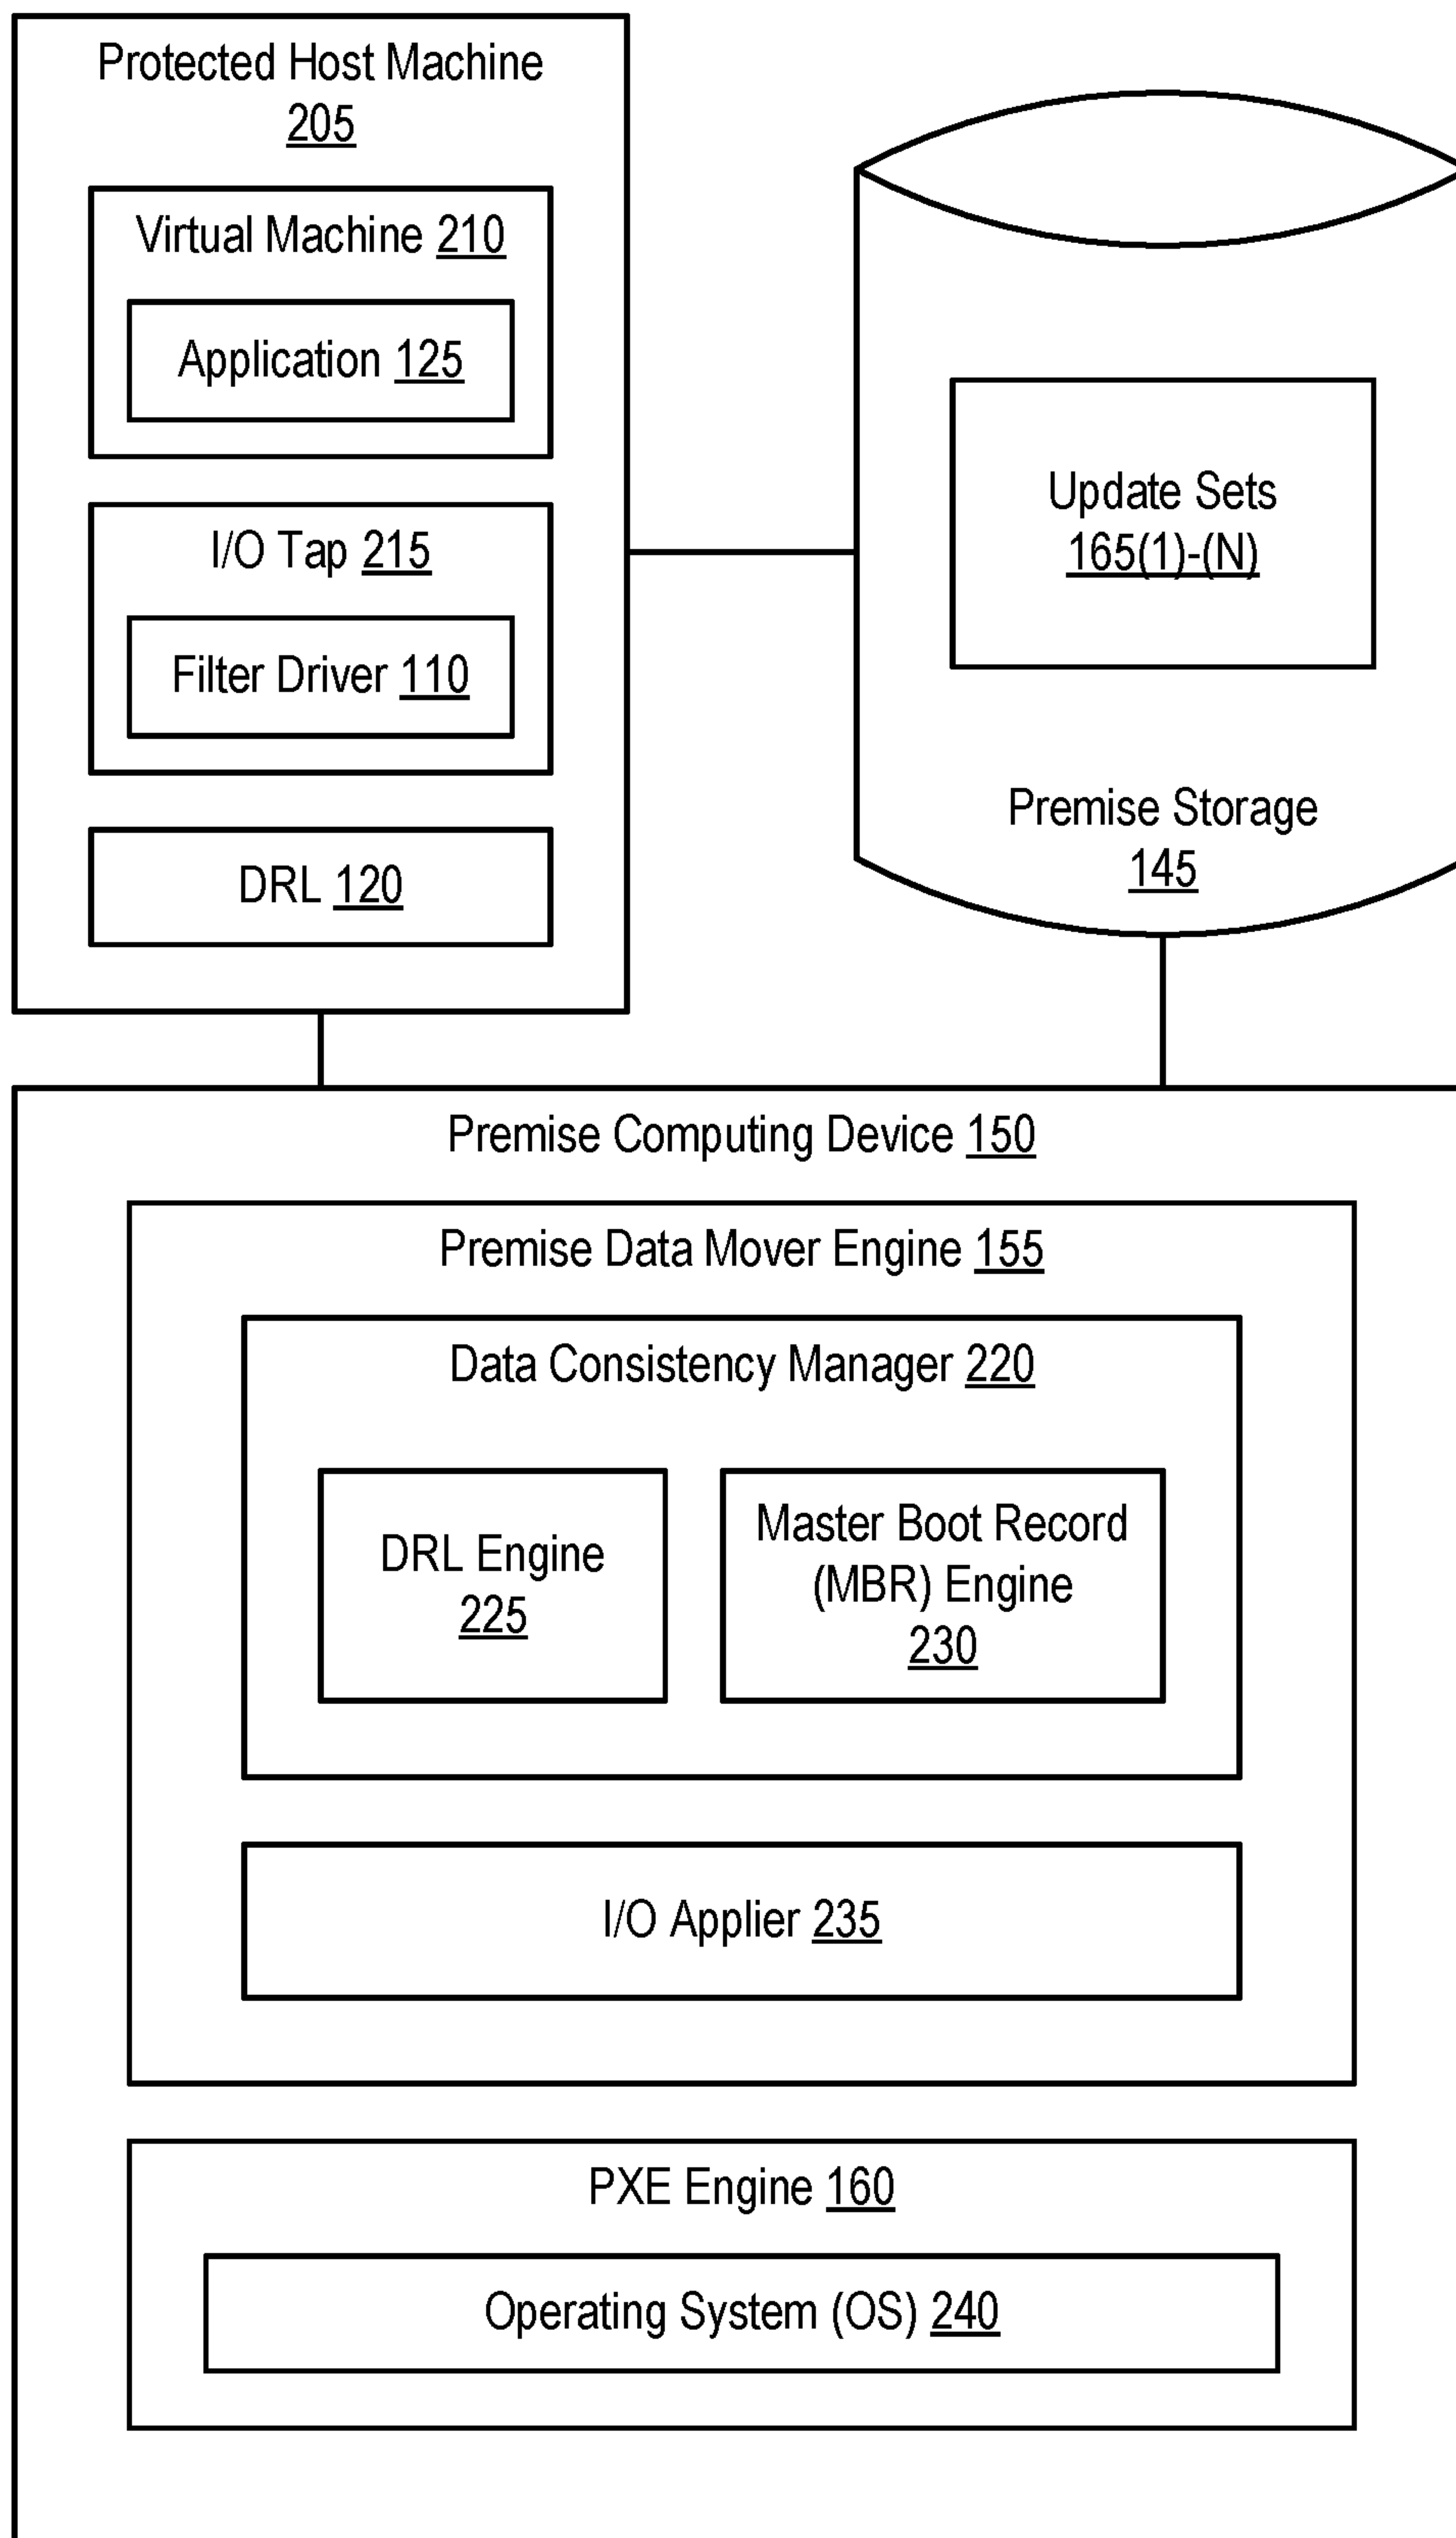 Protected Host Machine
205
Virtual Machine 210
Application 125
I/O Tap 215
Filter Driver 110
DRL 120
Update Sets
165(1)-(N)
Premise Storage
145
Premise Computing Device 150
Premise Data Mover Engine 155
Data Consistency Manager 220
DRL Engine
225
Master Boot Record
(MBR) Engine
230
I/O Applier 235
PXE Engine 160
Operating System (OS) 240